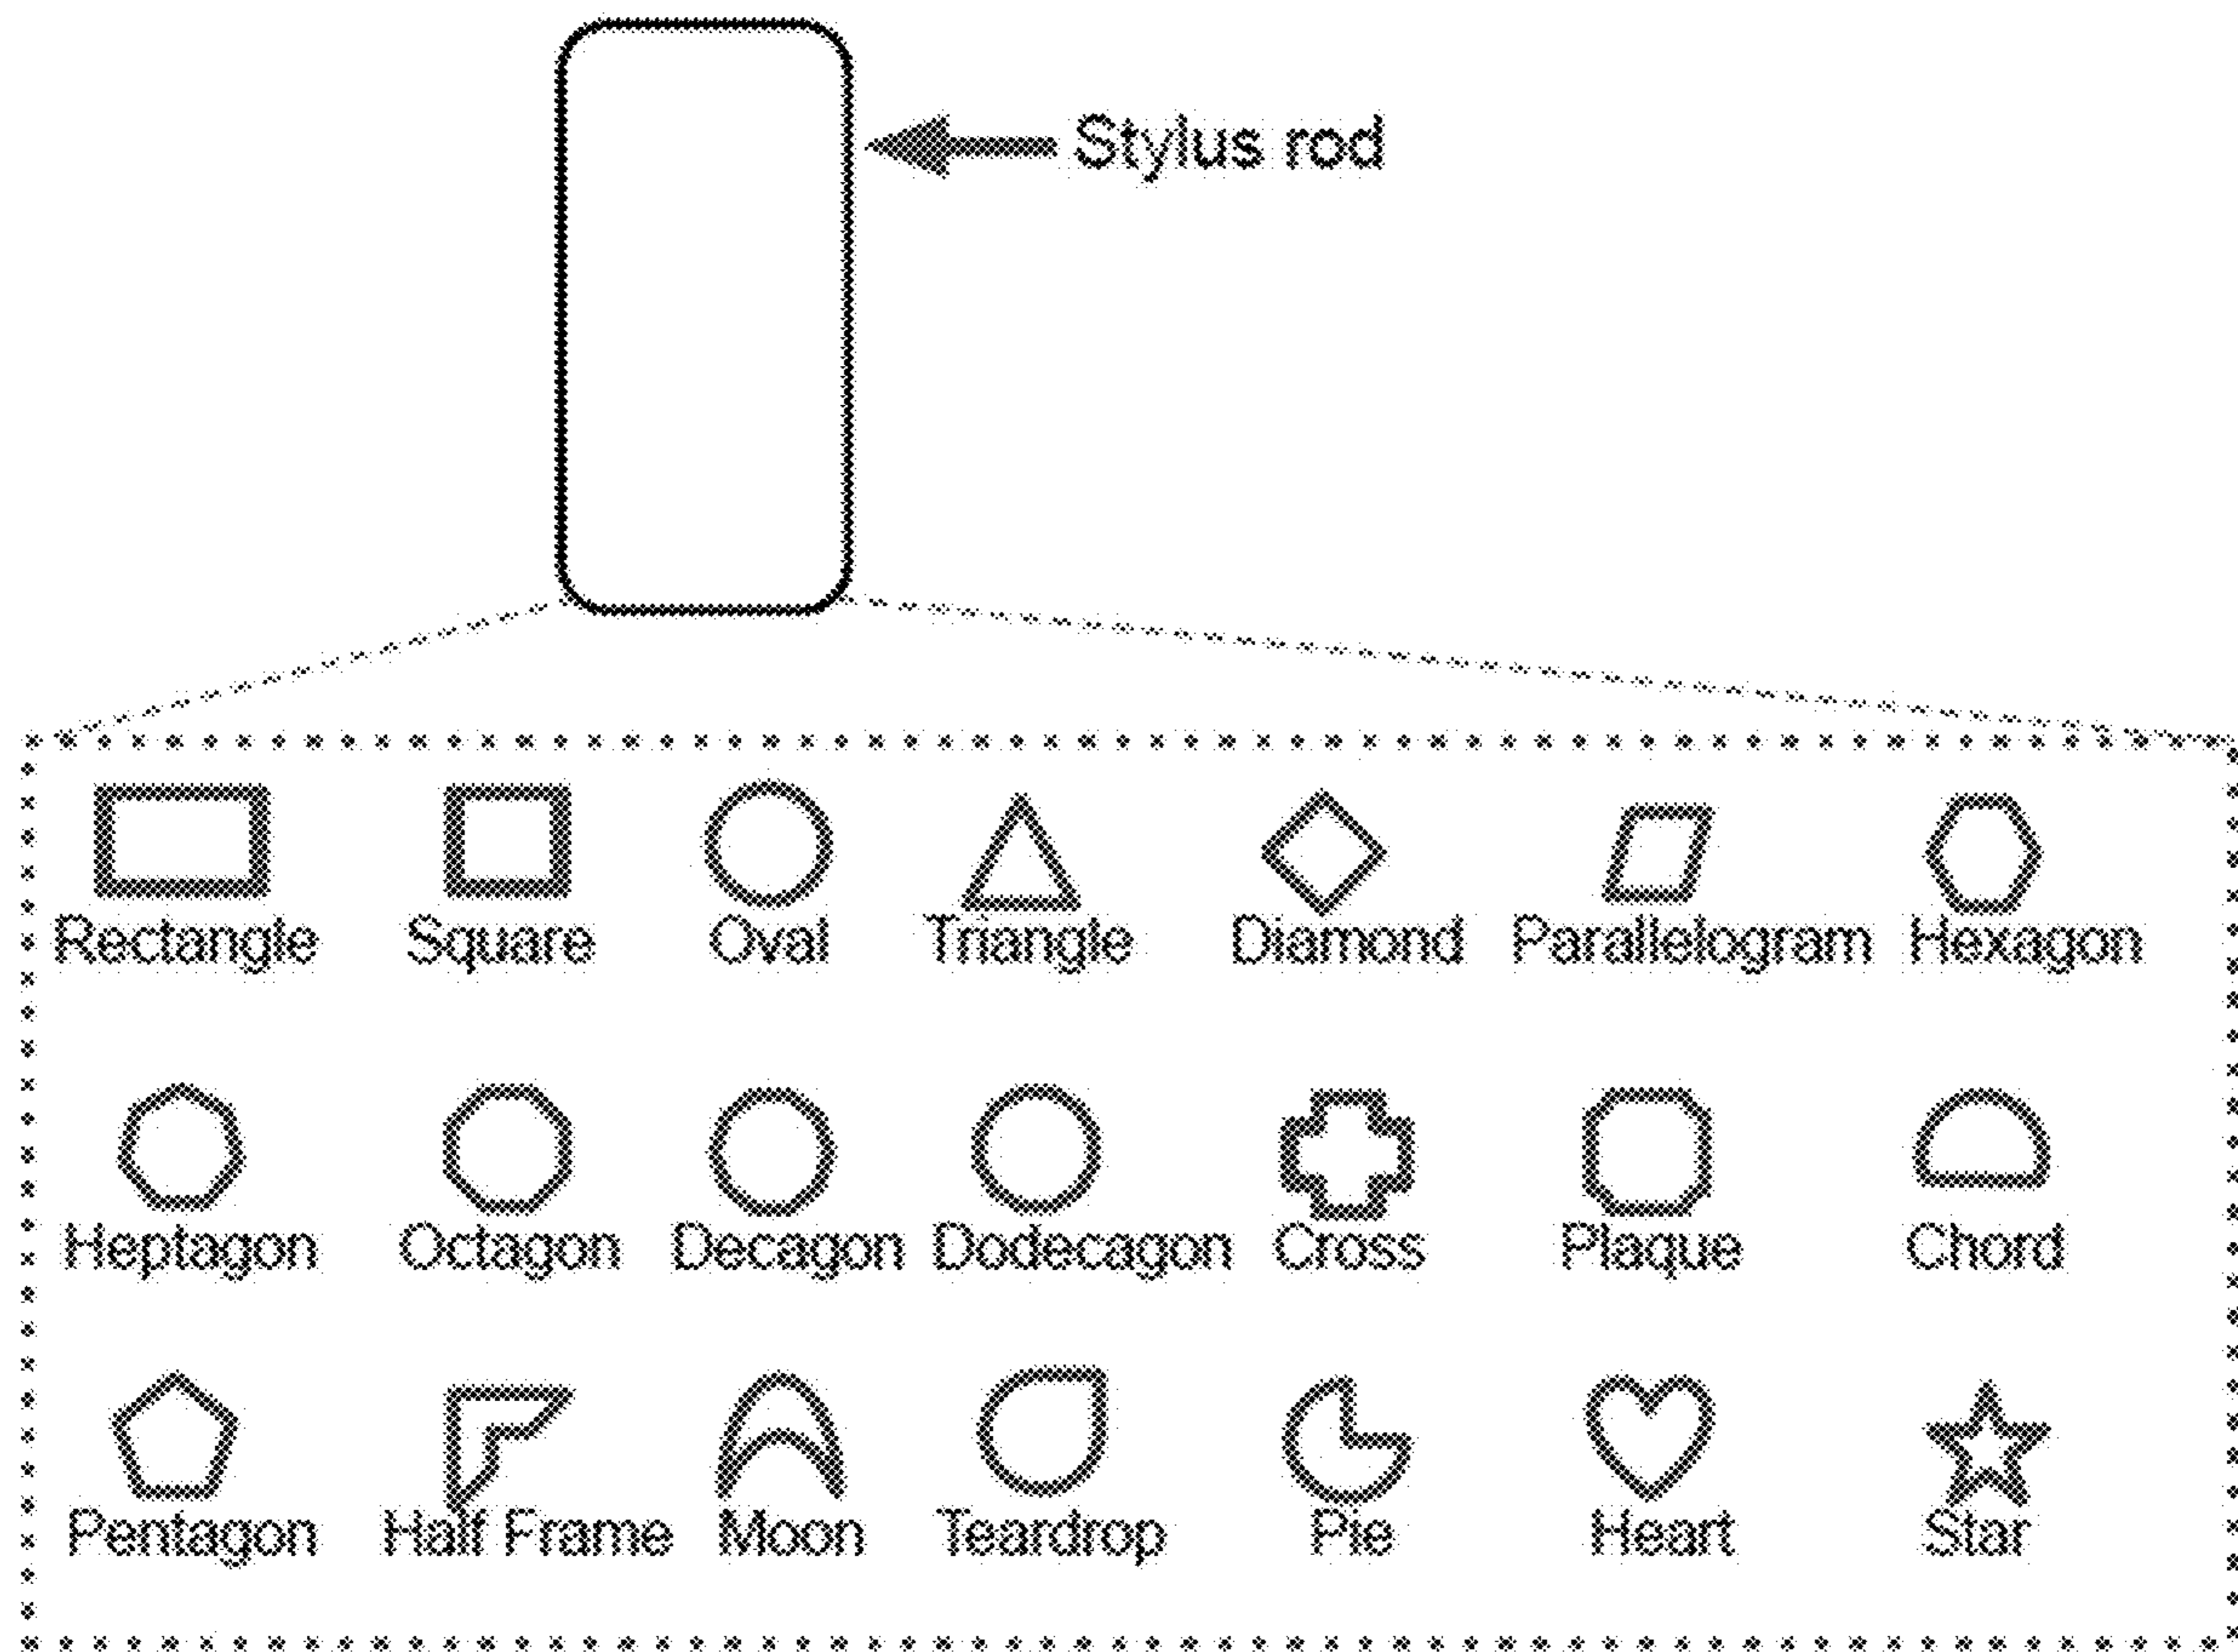 Stylus rod
Rectangle Square Oval Triangle Diamond Parallelogram Hexagon
Heptagon Octagon Decagon Dodecagon Cross Plaque Chord
Pentagon Half Frame Moon Teardrop Pie Heart Star